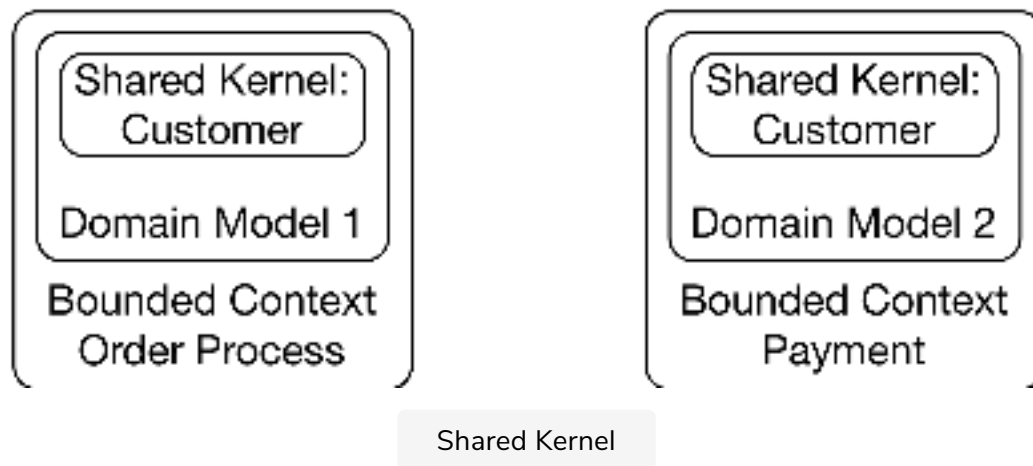 Shared Kernel:
Customer
Domain Model 1
Bounded Context
Order Process
Shared Kernel:
Customer
Domain Model 2
Bounded Context
Payment
Shared Kernel